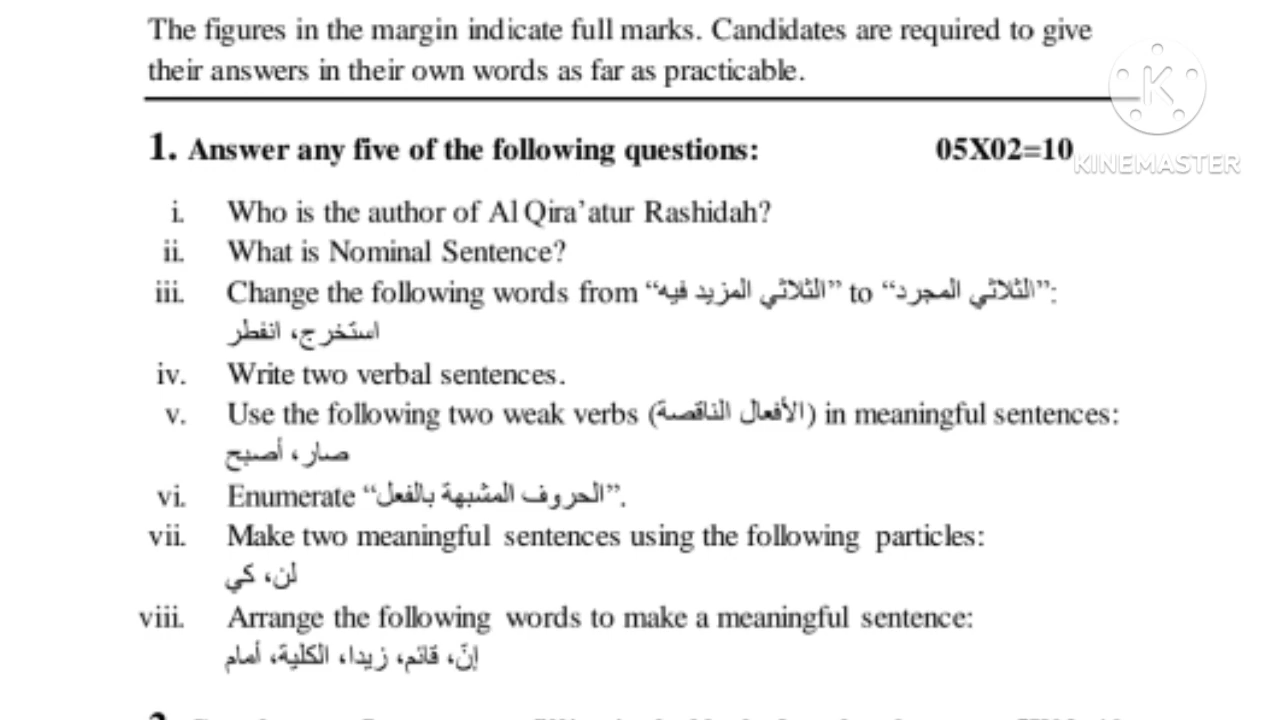 The figures in the margin indicate full marks. Candidates are required to give
their answers in their own words as far as practicable.
K
KINEMASTER
1. Answer any five of the following questions: 05X02=10
i. Who is the author of Al Qira’atur Rashidah?
ii. What is Nominal Sentence?
iii. Change the following words from “الثلاثي المزيد فيه” to “الثلاثي المجرد”:
استخرج، انفطر
iv. Write two verbal sentences.
v. Use the following two weak verbs (الأفعال الناقصة) in meaningful sentences:
صار، أصبح
vi. Enumerate “الحروف المشبهة بالفعل”.
vii. Make two meaningful sentences using the following particles:
لن، كي
viii. Arrange the following words to make a meaningful sentence:
إنّ، قائم، زيدا، الكلية، أمام